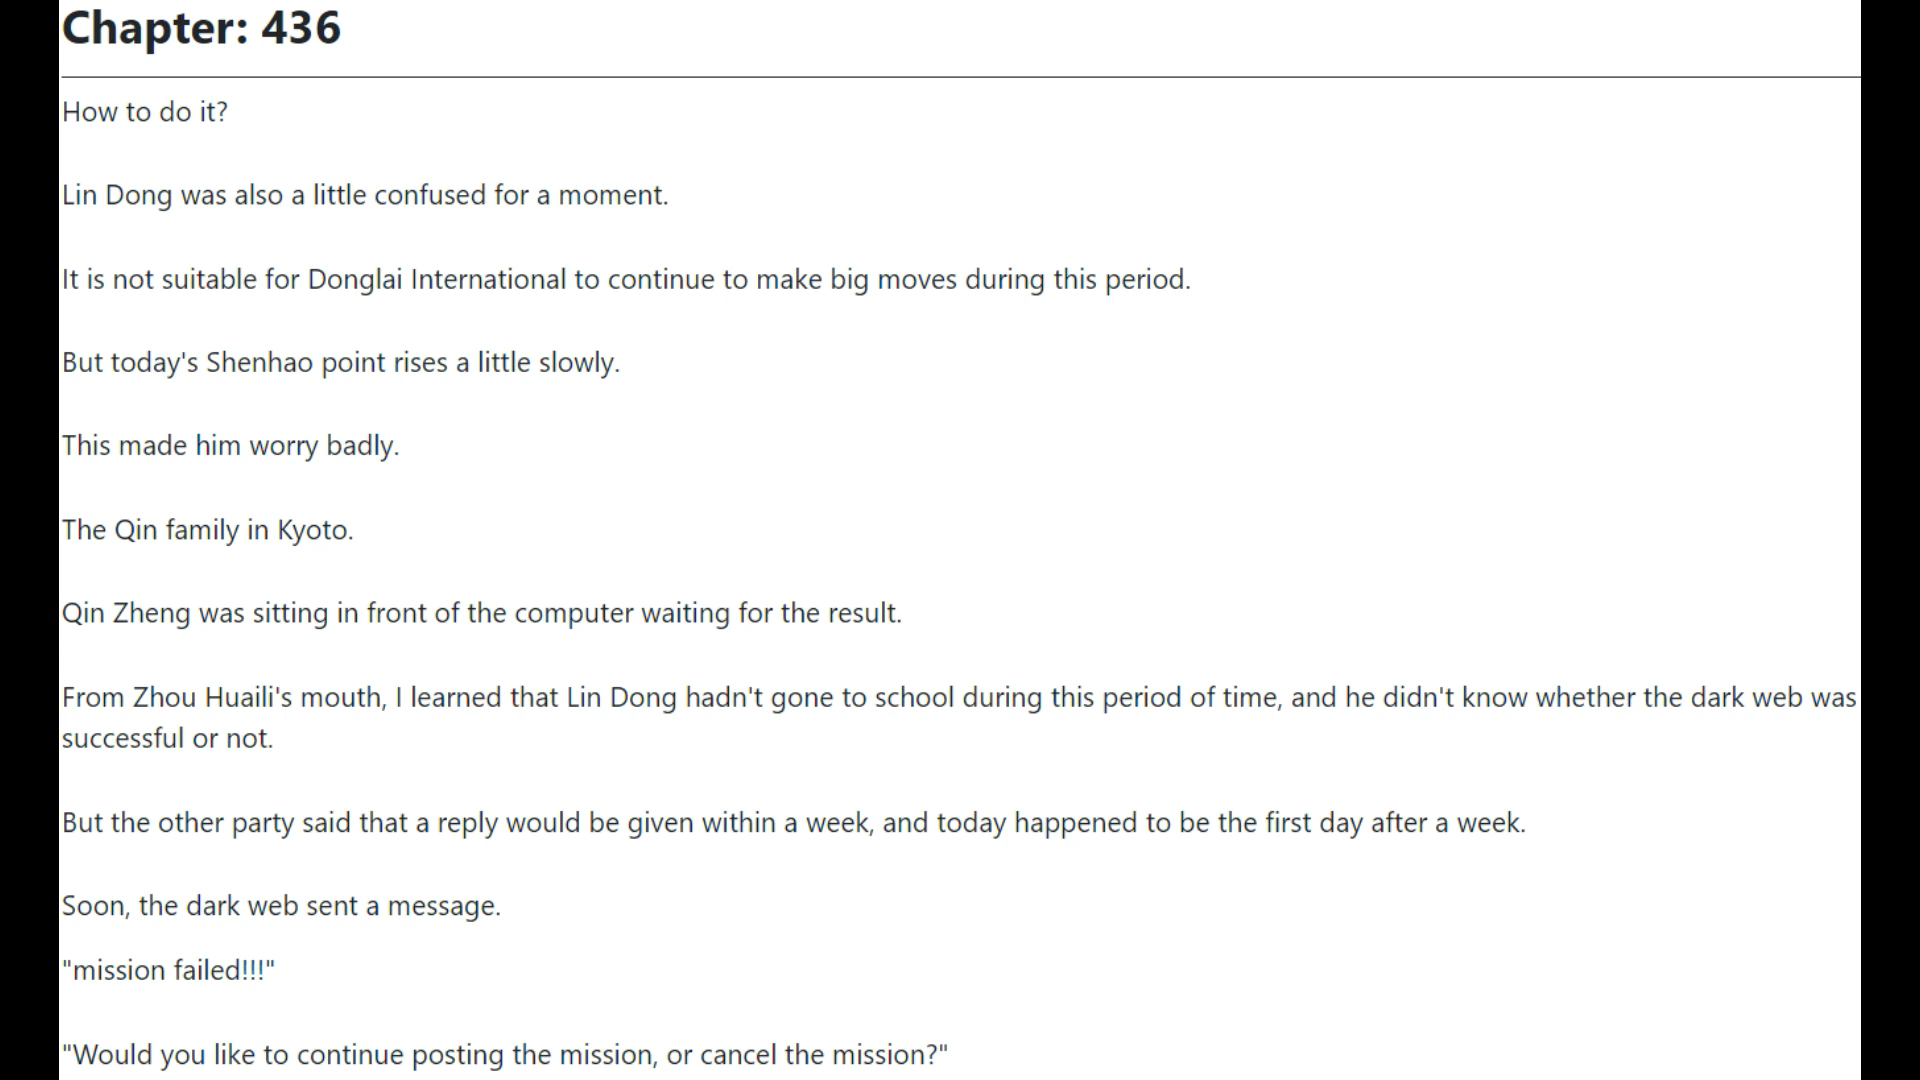 Chapter: 436
How to do it?
Lin Dong was also a little confused for a moment.
It is not suitable for Donglai International to continue to make big moves during this period.
But today's Shenhao point rises a little slowly.
This made him worry badly.
The Qin family in Kyoto.
Qin Zheng was sitting in front of the computer waiting for the result.
From Zhou Huaili's mouth, I learned that Lin Dong hadn't gone to school during this period of time, and he didn't know whether the dark web was
successful or not.
But the other party said that a reply would be given within a week, and today happened to be the first day after a week.
Soon, the dark web sent a message.
"mission failed!!!"
"Would you like to continue posting the mission, or cancel the mission?"